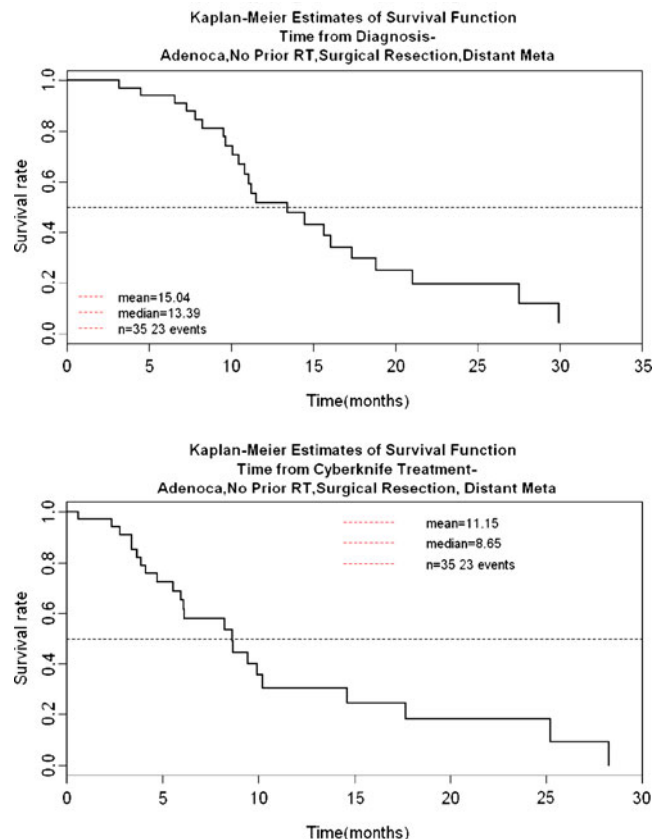 Kaplan-Meier Estimates of Survival Function
Time from Diagnosis-
Adenoca,No Prior RT,Surgical Resection,Distant Meta
Survival rate
1.0
0.8
0.6
0.4
0.2
0.0
mean=15.04
median=13.39
n=35 23 events
0 5 10 15 20 25 30 35
Time(months)
Kaplan-Meier Estimates of Survival Function
Time from Cyberknife Treatment-
Adenoca,No Prior RT,Surgical Resection, Distant Meta
Survival rate
1.0
0.8
0.6
0.4
0.2
0.0
mean=11.15
median=8.65
n=35 23 events
0 5 10 15 20 25 30
Time(months)